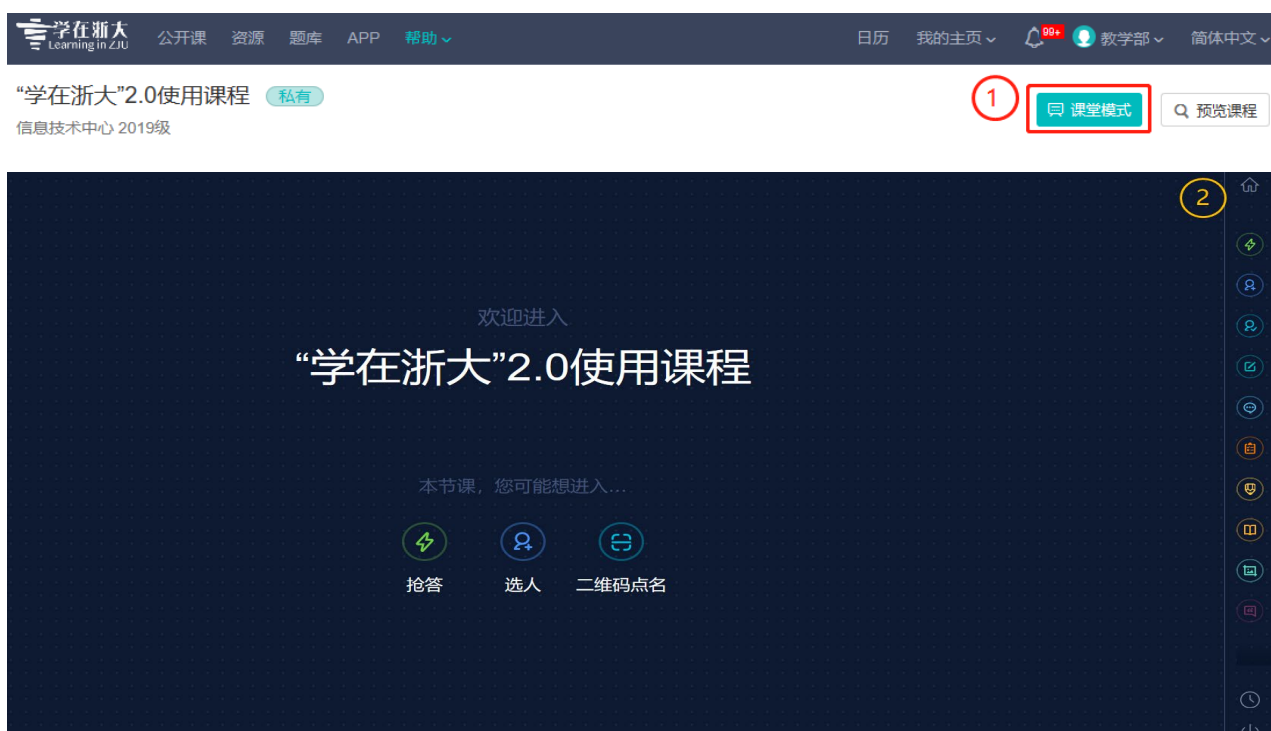 学在浙大
Learning in ZJU
公开课 资源 题库 APP 帮助 日历 我的主页 99+ 教学部 简体中文
“学在浙大”2.0使用课程 私有
信息技术中心 2019级
1 课堂模式 预览课程
2
欢迎进入
“学在浙大”2.0使用课程
本节课，您可能想进入...
抢答 选人 二维码点名